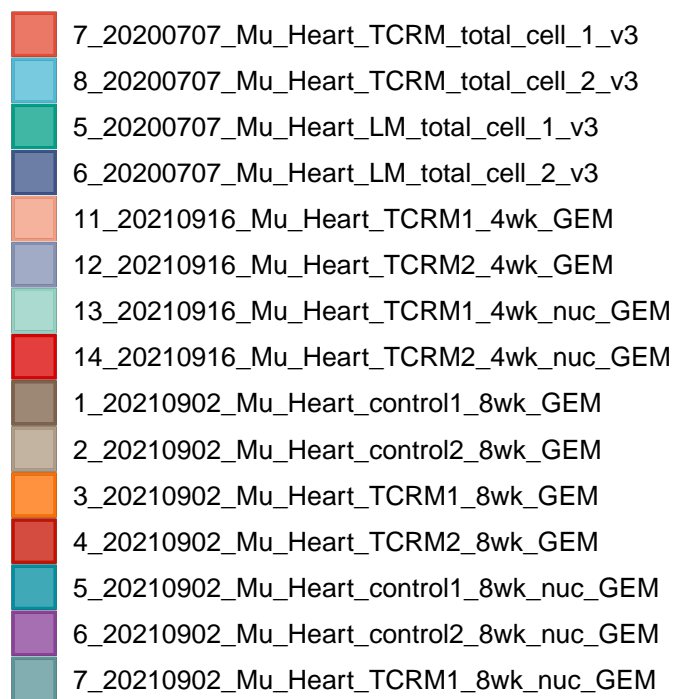 7_20200707_Mu_Heart_TCRM_total_cell_1_v3
8_20200707_Mu_Heart_TCRM_total_cell_2_v3
5_20200707_Mu_Heart_LM_total_cell_1_v3
6_20200707_Mu_Heart_LM_total_cell_2_v3
11_20210916_Mu_Heart_TCRM1_4wk_GEM
12_20210916_Mu_Heart_TCRM2_4wk_GEM
13_20210916_Mu_Heart_TCRM1_4wk_nuc_GEM
14_20210916_Mu_Heart_TCRM2_4wk_nuc_GEM
1_20210902_Mu_Heart_control1_8wk_GEM
2_20210902_Mu_Heart_control2_8wk_GEM
3_20210902_Mu_Heart_TCRM1_8wk_GEM
4_20210902_Mu_Heart_TCRM2_8wk_GEM
5_20210902_Mu_Heart_control1_8wk_nuc_GEM
6_20210902_Mu_Heart_control2_8wk_nuc_GEM
7_20210902_Mu_Heart_TCRM1_8wk_nuc_GEM